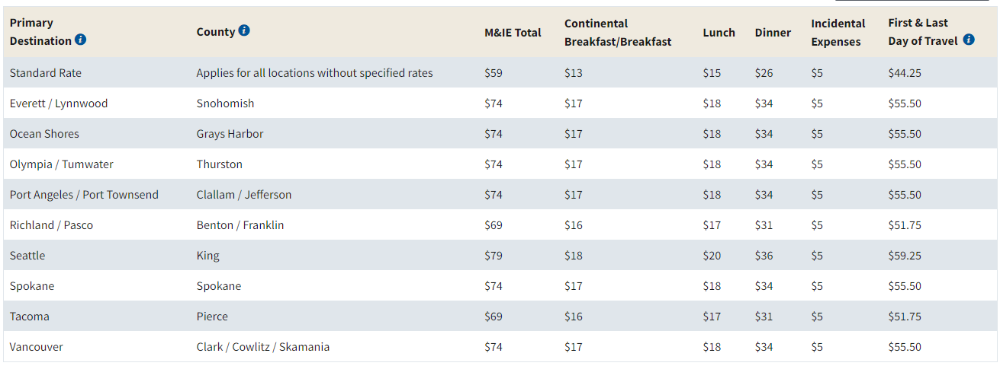 Primary Destination County M&IE Total Continental Breakfast/Breakfast Lunch Dinner Incidental Expenses First & Last Day of Travel
Standard Rate Applies for all locations without specified rates $59 $13 $15 $26 $5 $44.25
Everett / Lynnwood Snohomish $74 $17 $18 $34 $5 $55.50
Ocean Shores Grays Harbor $74 $17 $18 $34 $5 $55.50
Olympia / Tumwater Thurston $74 $17 $18 $34 $5 $55.50
Port Angeles / Port Townsend Clallam / Jefferson $74 $17 $18 $34 $5 $55.50
Richland / Pasco Benton / Franklin $69 $16 $17 $31 $5 $51.75
Seattle King $79 $18 $20 $36 $5 $59.25
Spokane Spokane $74 $17 $18 $34 $5 $55.50
Tacoma Pierce $69 $16 $17 $31 $5 $51.75
Vancouver Clark / Cowlitz / Skamania $74 $17 $18 $34 $5 $55.50